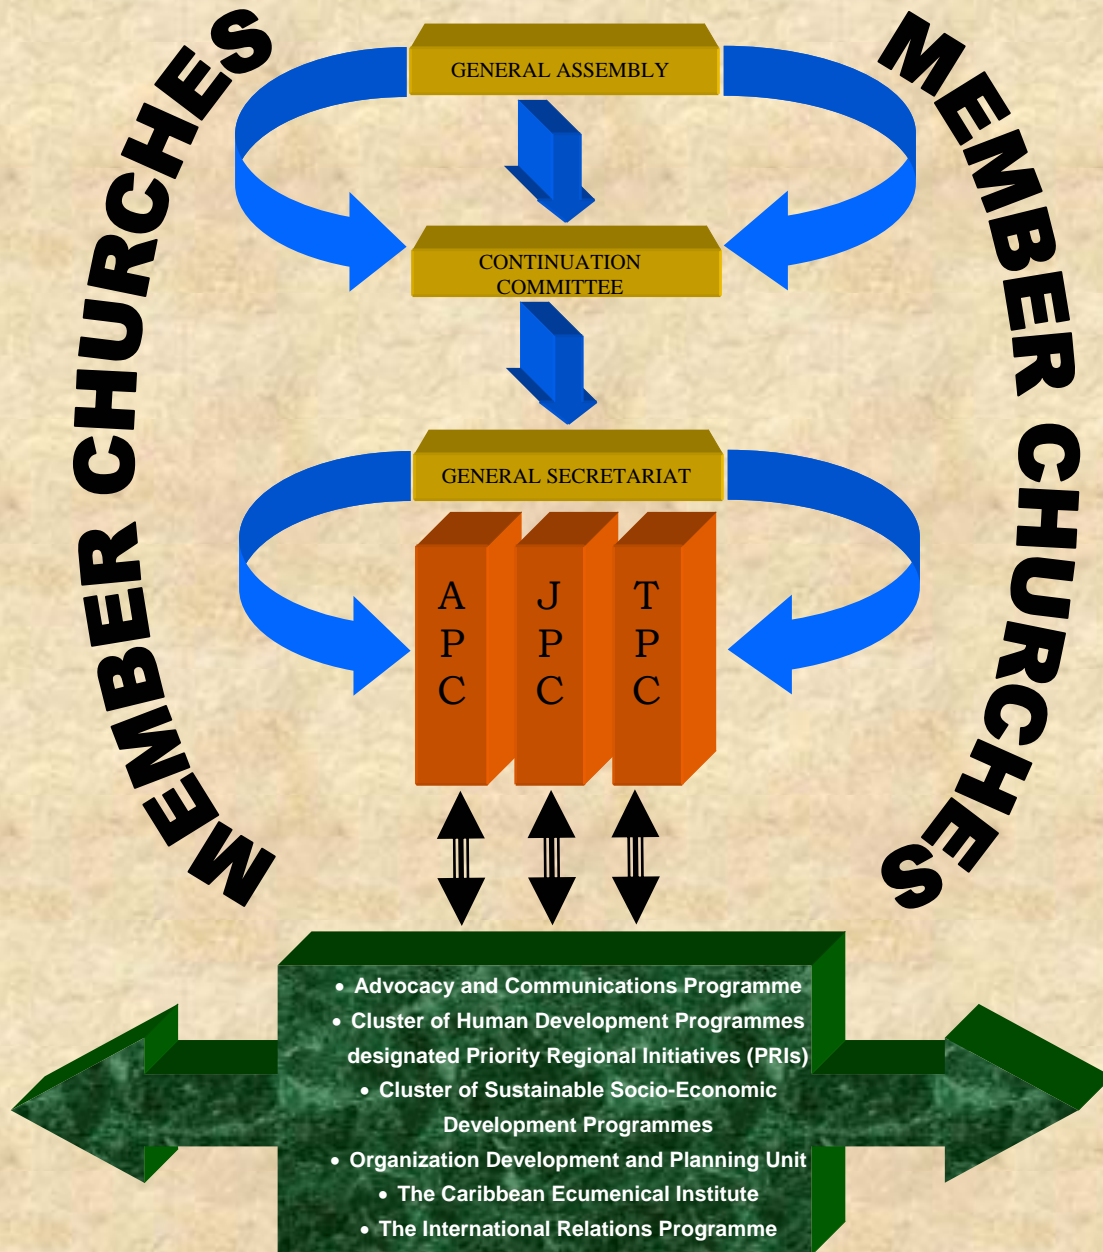 MEMBER CHURCHES
MEMBER CHURCHES
GENERAL ASSEMBLY
CONTINUATION
COMMITTEE
GENERAL SECRETARIAT
A
P
C
J
P
C
T
P
C
• Advocacy and Communications Programme
• Cluster of Human Development Programmes
designated Priority Regional Initiatives (PRIs)
• Cluster of Sustainable Socio-Economic
Development Programmes
• Organization Development and Planning Unit
• The Caribbean Ecumenical Institute
• The International Relations Programme